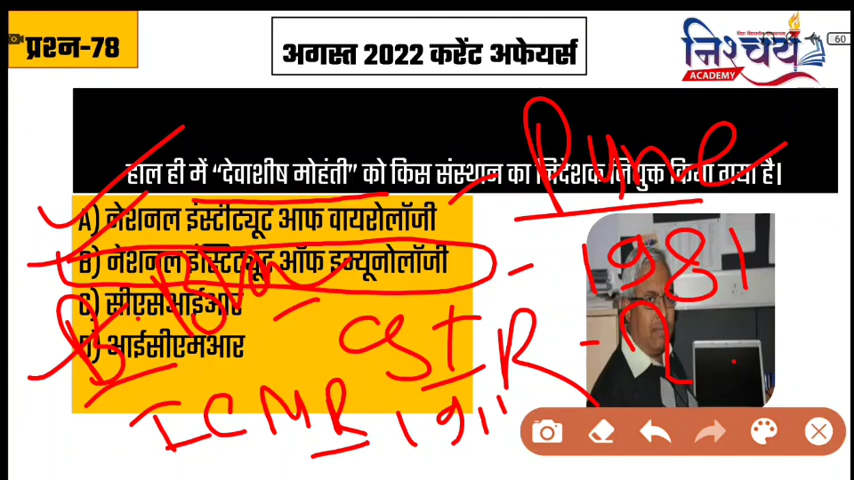 प्रश्न-78
अगस्त 2022 करेंट अफेयर्स
निश्चय
ACADEMY
60
हाल ही में “देवाशीष मोहंती” को किस संस्थान का निदेशक नियुक्त किया गया है।
Pune
A) नेशनल इंस्टीट्यूट आफ वायरोलॉजी
B) नेशनल इंस्टिट्यूट ऑफ इम्यूनोलॉजी
1981
C) सीएसआईआर
D) आईसीएमआर
ICMR 1911